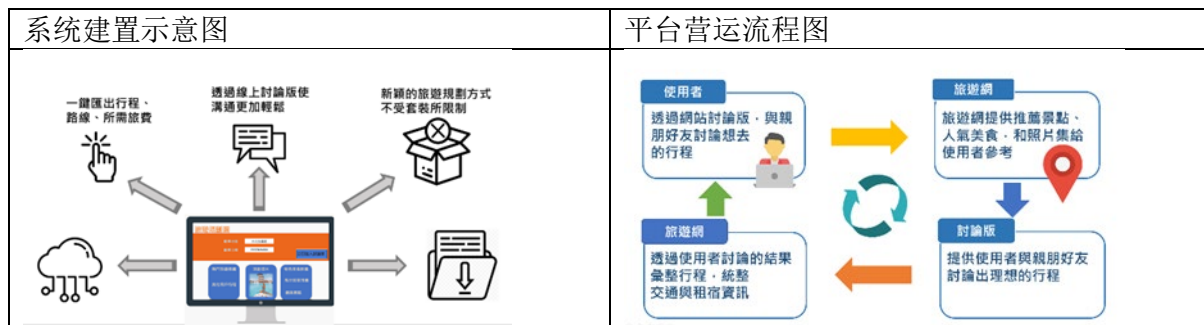 系统建置示意图
平台营运流程图
一鍵匯出行程、
路線、所需旅費
透過線上討論版使
溝通更加輕鬆
新穎的旅遊規劃方式
不受套裝所限制
使用者
透過網站討論版，與親
朋好友討論想去
的行程
旅遊網
旅遊網提供推薦景點、
人氣美食，和照片集給
使用者參考
旅遊網
透過使用者討論的結果
彙整行程，統整
交通與租宿資訊
討論版
提供使用者與親朋好友
討論出理想的行程